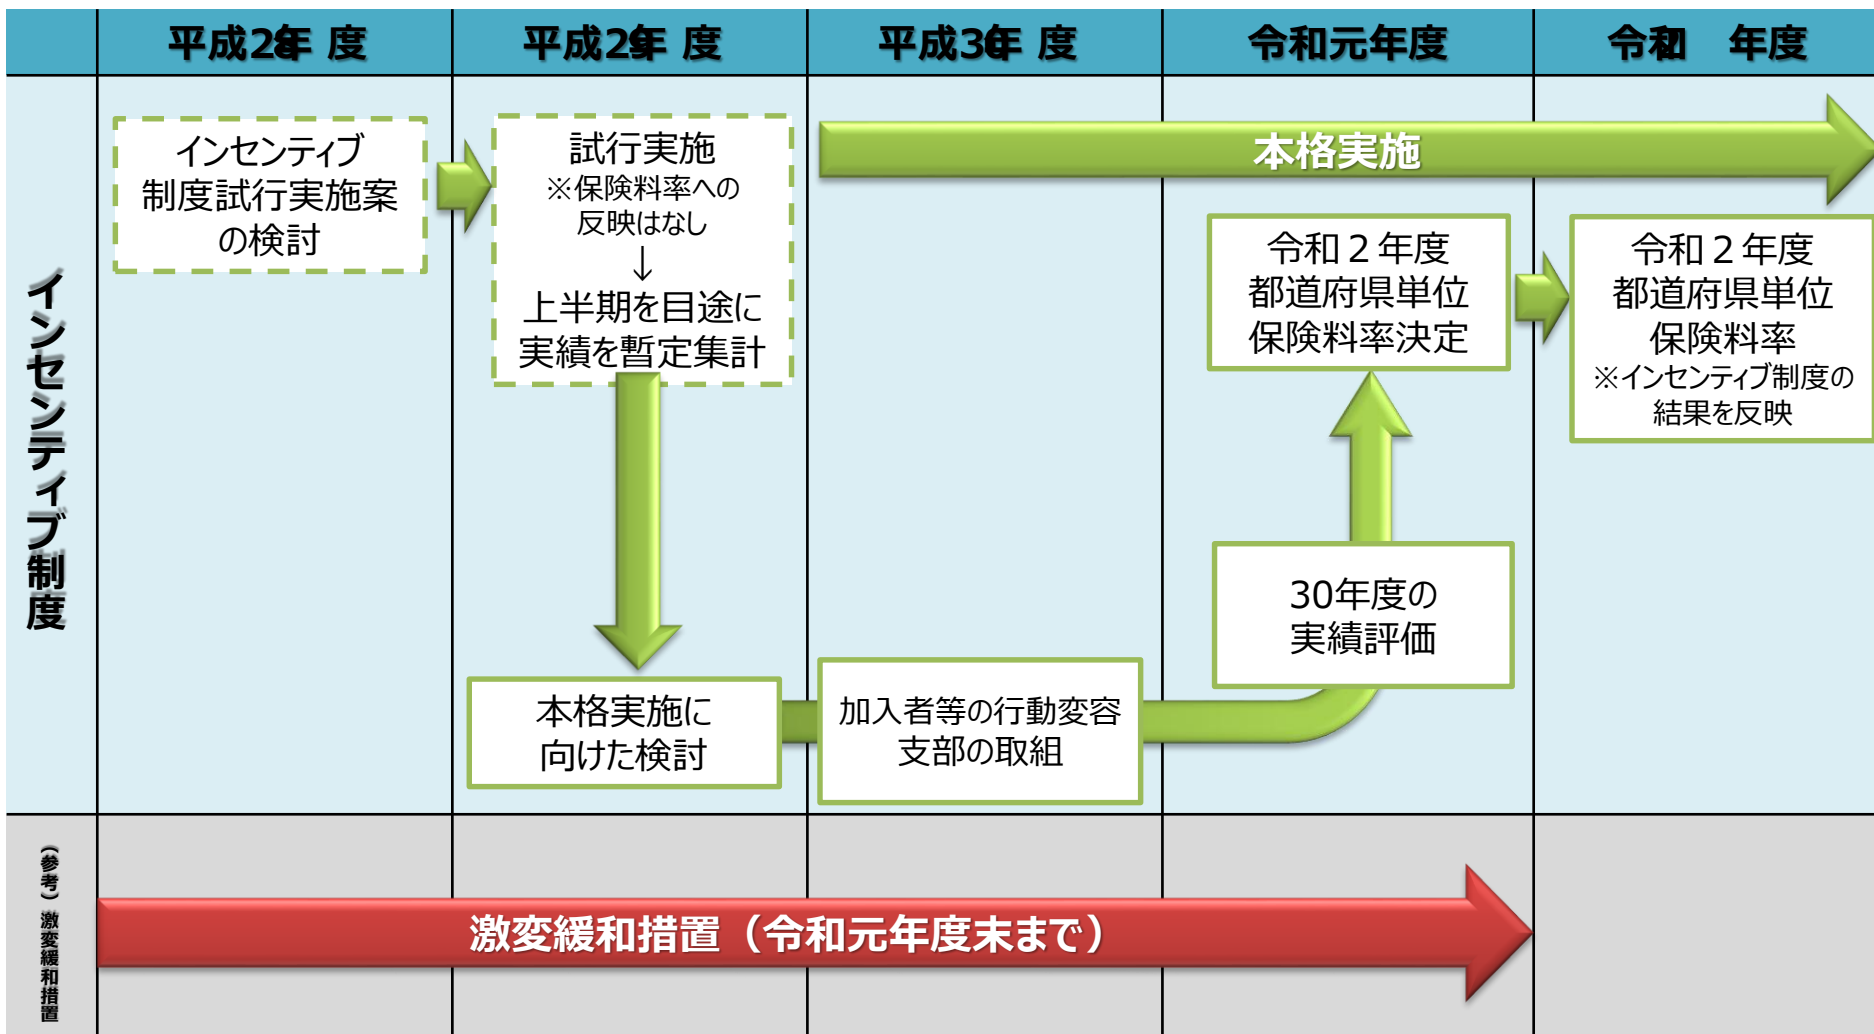 平成28年度
平成29年度
平成30年度
令和元年度
令和2年度
インセンティブ制度
インセンティブ
制度試行実施案
の検討
試行実施
※保険料率への
反映はなし
↓
上半期を目途に
実績を暫定集計
本格実施に
向けた検討
本格実施
加入者等の行動変容
支部の取組
30年度の
実績評価
令和２年度
都道府県単位
保険料率決定
令和２年度
都道府県単位
保険料率
※インセンティブ制度の
結果を反映
（参考）激変緩和措置
激変緩和措置（令和元年度末まで）